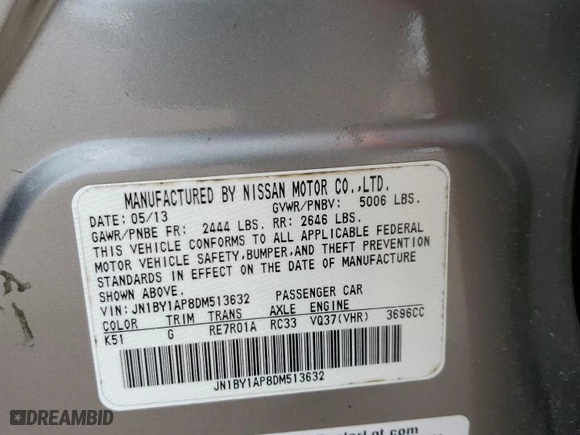 MANUFACTURED BY NISSAN MOTOR CO.,LTD.
DATE: 05/13 GVWR/PNBV: 5006 LBS.
GAWR/PNBE FR: 2444 LBS. RR: 2646 LBS.
THIS VEHICLE CONFORMS TO ALL APPLICABLE FEDERAL
MOTOR VEHICLE SAFETY,BUMPER,AND THEFT PREVENTION
STANDARDS IN EFFECT ON THE DATE OF MANUFACTURE
SHOWN ABOVE.
VIN: JN1BY1AP8DM513632 PASSENGER CAR
COLOR TRIM TRANS AXLE ENGINE
K51 G RE7R01A RC33 VQ37(VHR) 3696CC
JN1BY1AP8DM513632
DREAMBID